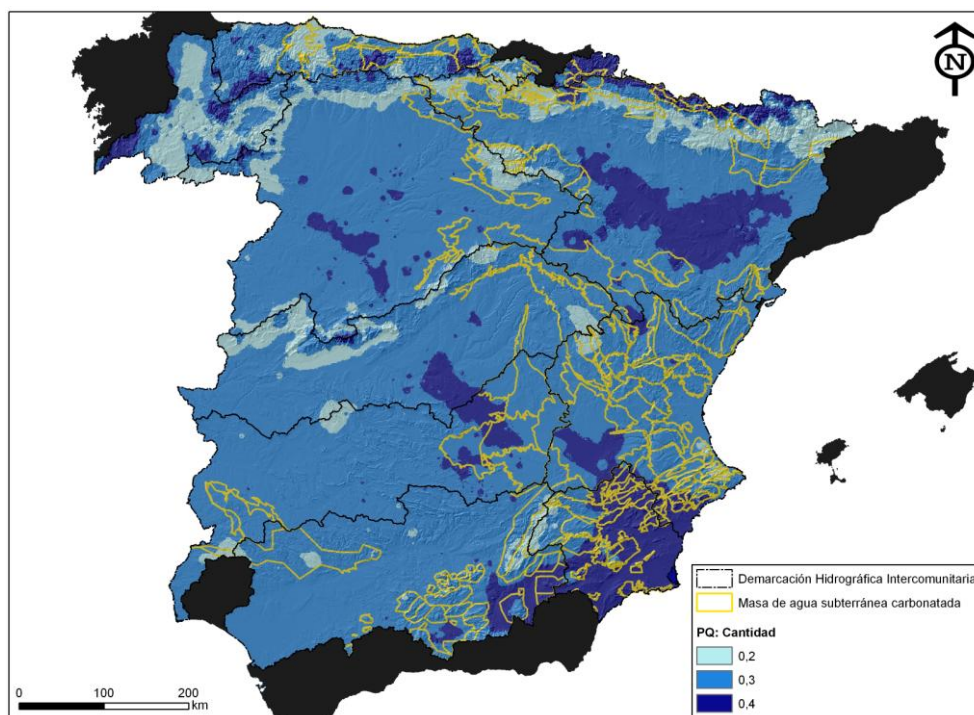 N
Demarcación Hidrográfica Intercomunitaria
Masa de agua subterránea carbonatada
PQ: Cantidad
0,2
0,3
0,4
0 100 200
km